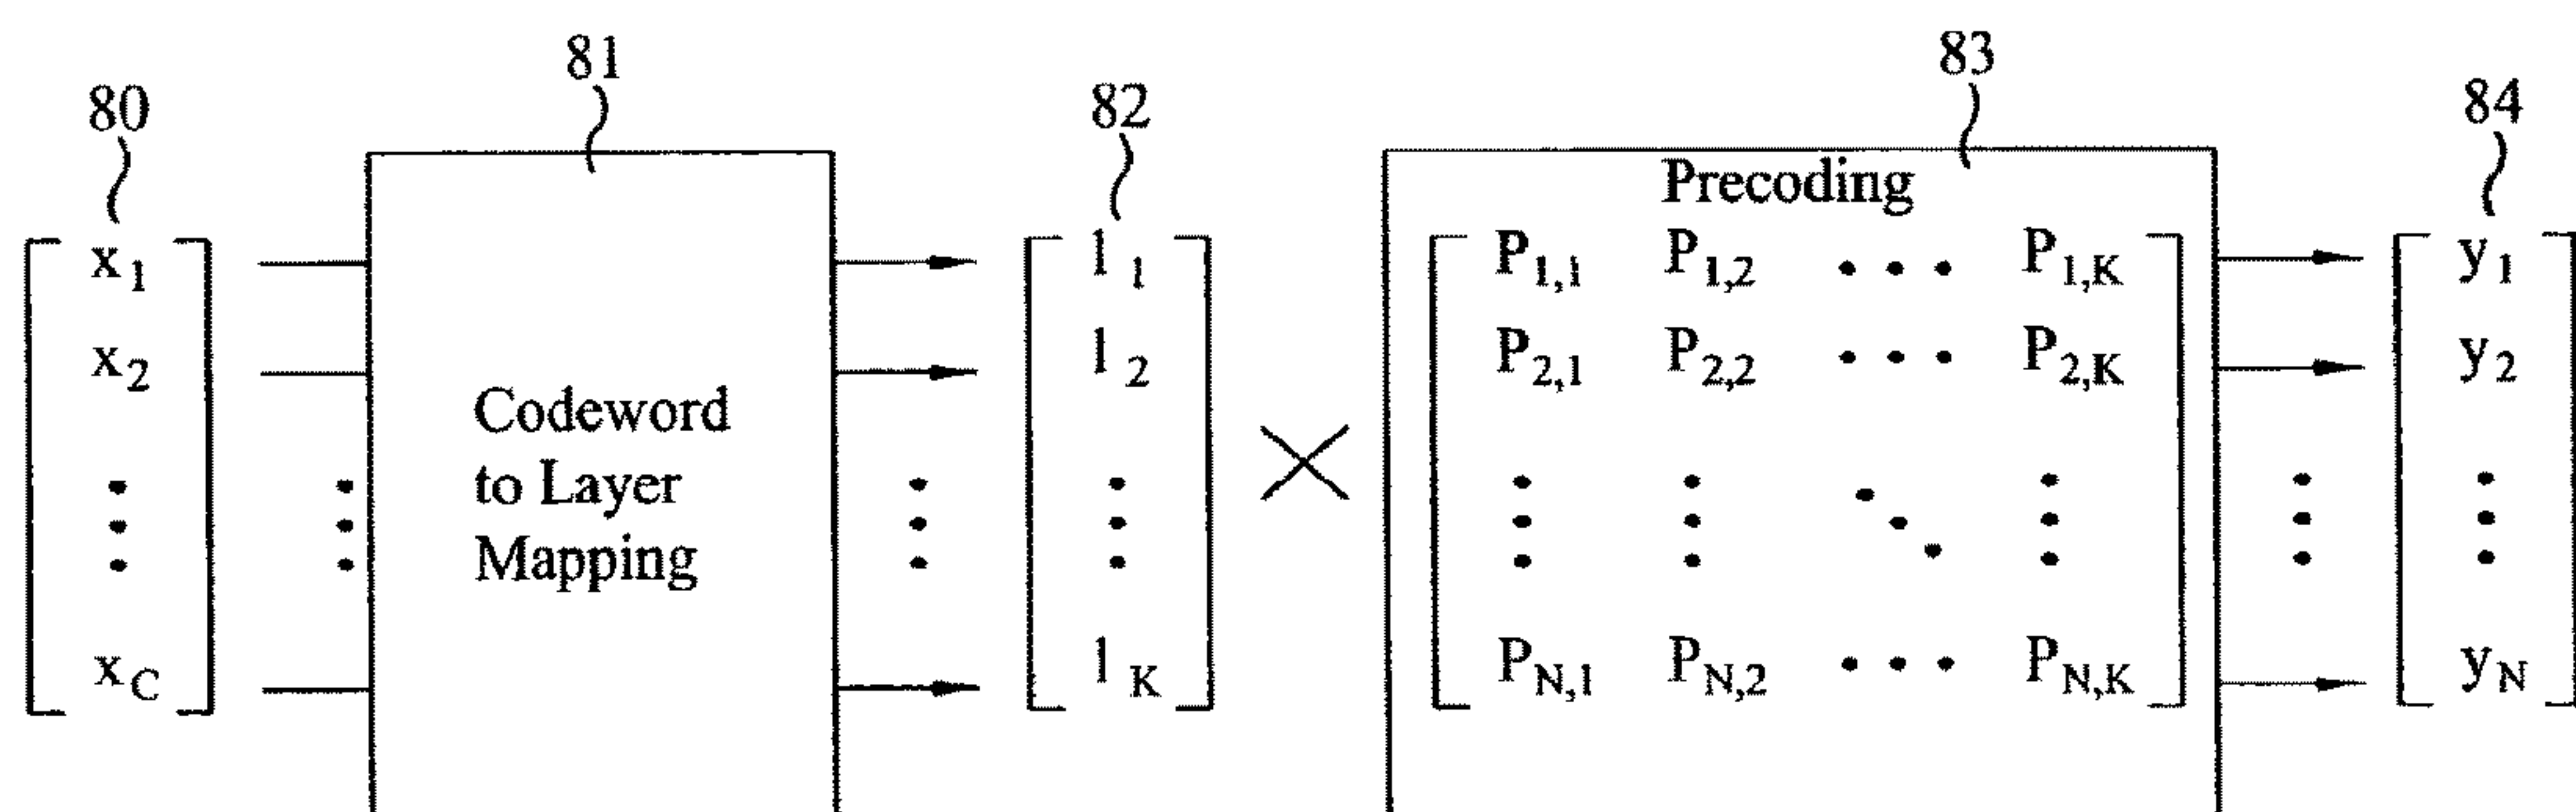 80 81 82 83 84
Precoding
x1 l1 P1,1 P1,2 • • • P1,K y1
x2 l2 P2,1 P2,2 • • • P2,K y2
Codeword
to Layer
Mapping
xC lK PN,1 PN,2 • • • PN,K yN